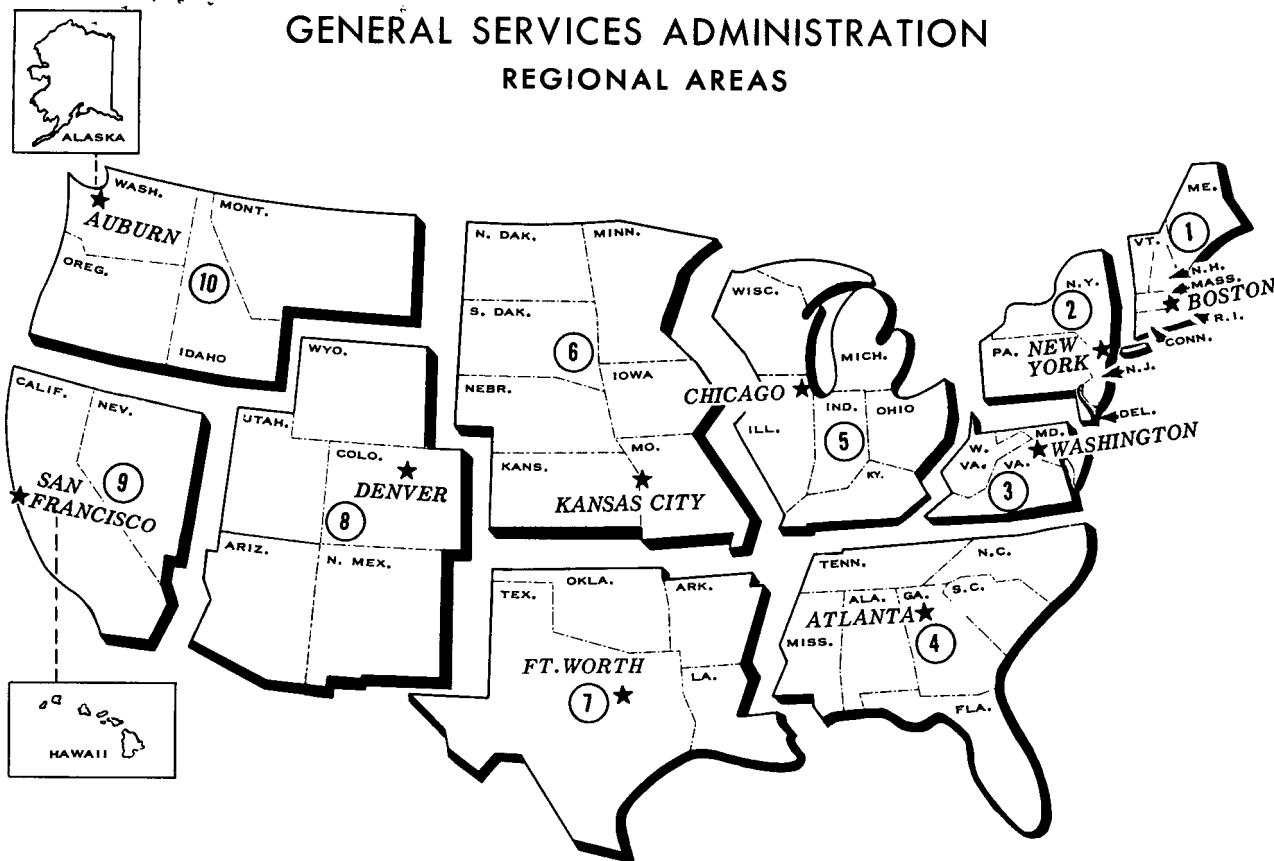 GENERAL SERVICES ADMINISTRATION
REGIONAL AREAS
ALASKA
WASH.
MONT.
AUBURN
OREG.
10
IDAHO
CALIF.
NEV.
9
SAN
FRANCISCO
HAWAII
WYO.
UTAH.
COLO.
DENVER
8
ARIZ.
N. MEX.
N. DAK.
MINN.
S. DAK.
6
NEBR.
IOWA
KANS.
MO.
KANSAS CITY
OKLA.
TEX.
ARK.
FT. WORTH
LA.
7
WISC.
MICH.
CHICAGO
IND.
OHIO
ILL.
5
KY.
TENN.
N.C.
ALA.
GA.
S.C.
ATLANTA
MISS.
4
FLA.
W.
VA.
VA.
MD.
WASHINGTON
3
DEL.
N.Y.
2
PA.
NEW
YORK
N.J.
ME.
VT.
1
N.H.
MASS.
BOSTON
R.I.
CONN.